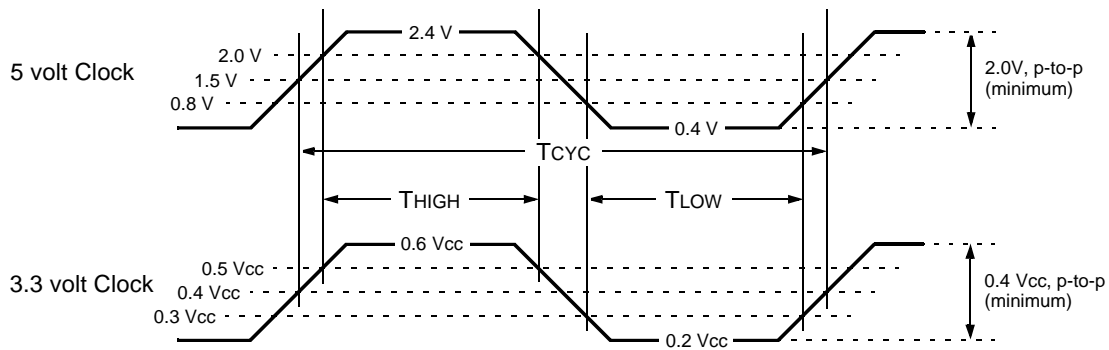 2.4 V
2.0 V
5 volt Clock
1.5 V
2.0V, p-to-p
(minimum)
0.8 V
0.4 V
TCYC
THIGH
TLOW
0.6 Vcc
0.5 Vcc
3.3 volt Clock
0.4 Vcc
0.4 Vcc, p-to-p
(minimum)
0.3 Vcc
0.2 Vcc